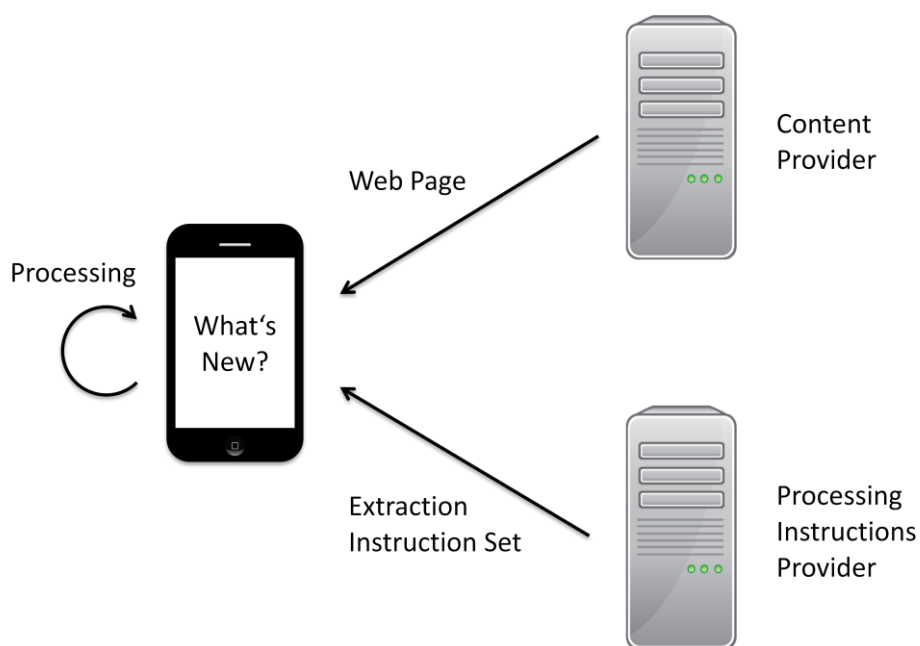 Content
Provider
Web Page
Processing
What‘s
New?
Extraction
Instruction Set
Processing
Instructions
Provider